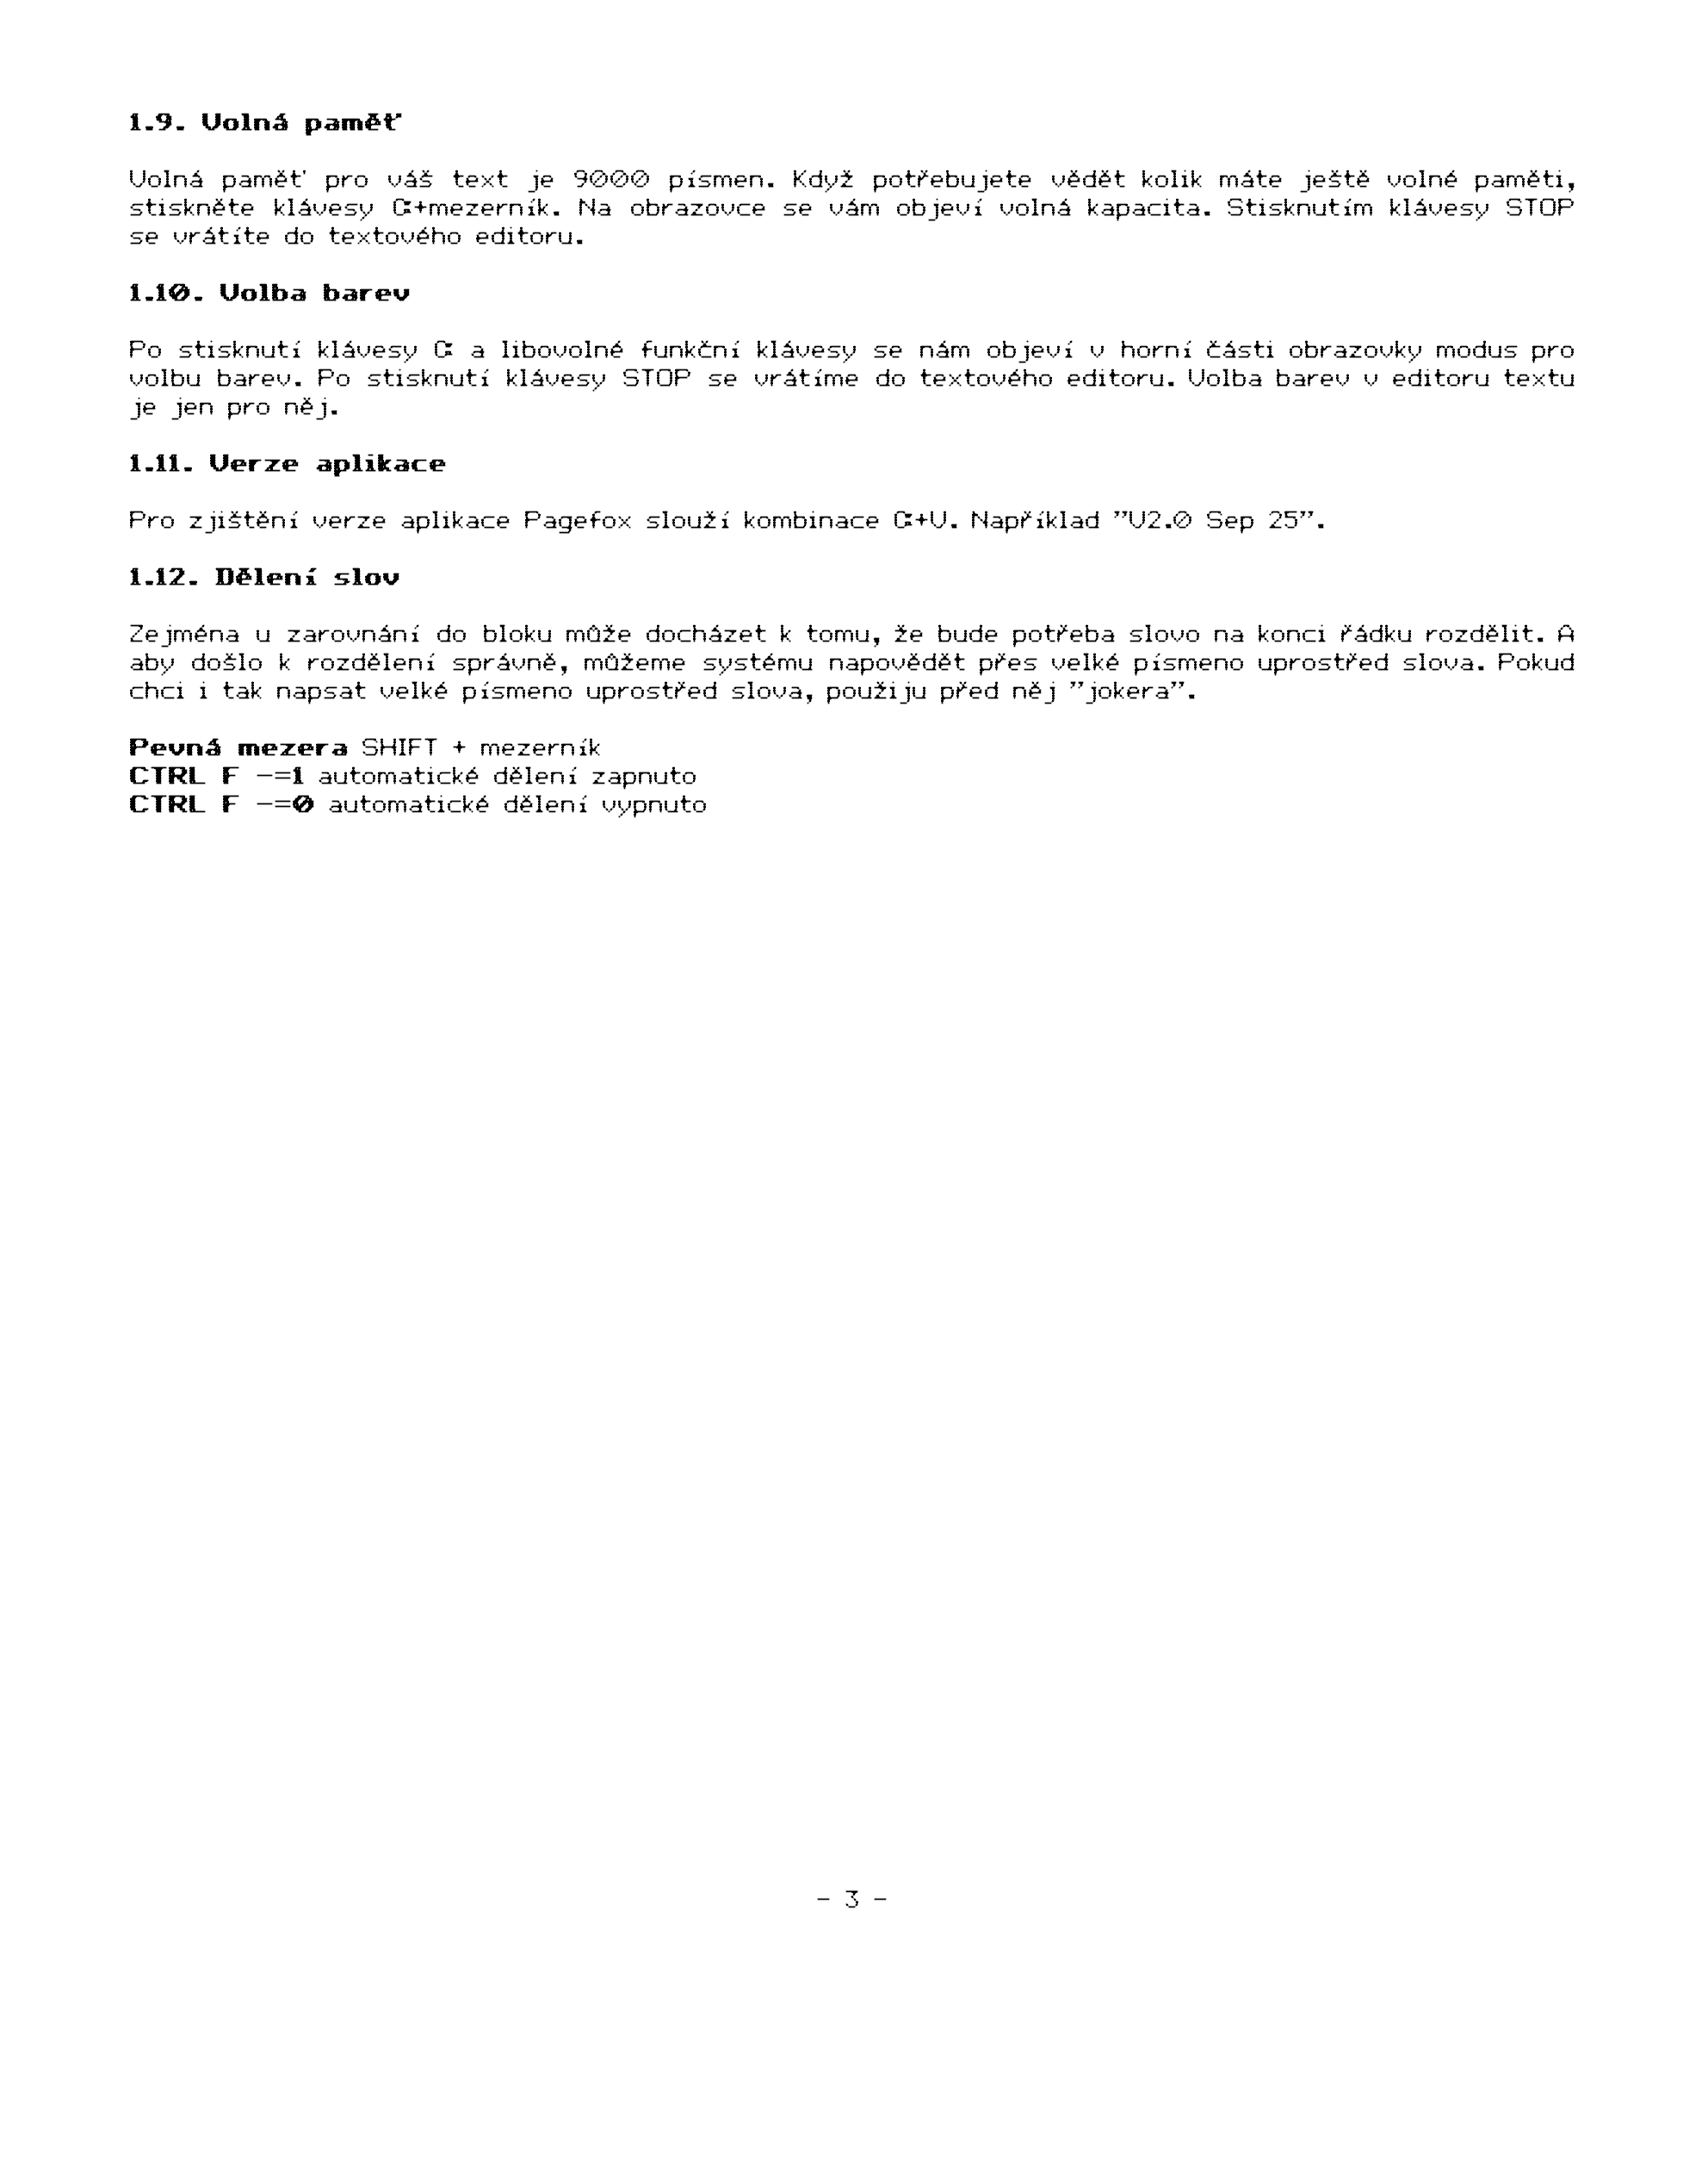 1.9. Volná paměť
Volná paměť pro váš text je 9000 písmen. Když potřebujete vědět kolik máte ještě volné paměti,
stiskněte klávesy C=+mezerník. Na obrazovce se vám objeví volná kapacita. Stisknutím klávesy STOP
se vrátíte do textového editoru.
1.10. Volba barev
Po stisknutí klávesy C= a libovolné funkční klávesy se nám objeví v horní části obrazovky modus pro
volbu barev. Po stisknutí klávesy STOP se vrátíme do textového editoru. Volba barev v editoru textu
je jen pro něj.
1.11. Verze aplikace
Pro zjištění verze aplikace Pagefox slouží kombinace C=+V. Například ”V2.0 Sep 25”.
1.12. Dělení slov
Zejména u zarovnání do bloku může docházet k tomu, že bude potřeba slovo na konci řádku rozdělit. A
aby došlo k rozdělení správně, můžeme systému napovědět přes velké písmeno uprostřed slova. Pokud
chci i tak napsat velké písmeno uprostřed slova, použiju před něj ”jokera”.
Pevná mezera SHIFT + mezerník
CTRL F -=1 automatické dělení zapnuto
CTRL F -=0 automatické dělení vypnuto
- 3 -